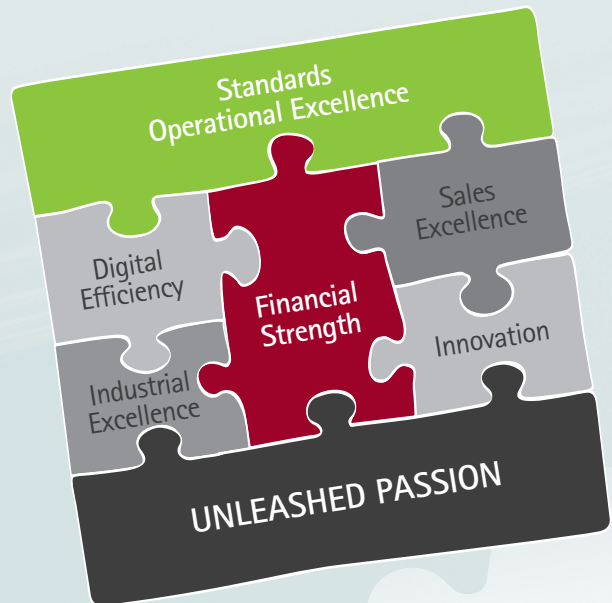 Standards
Operational Excellence
Digital
Efficiency
Financial
Strength
Sales
Excellence
Industrial
Excellence
Innovation
UNLEASHED PASSION